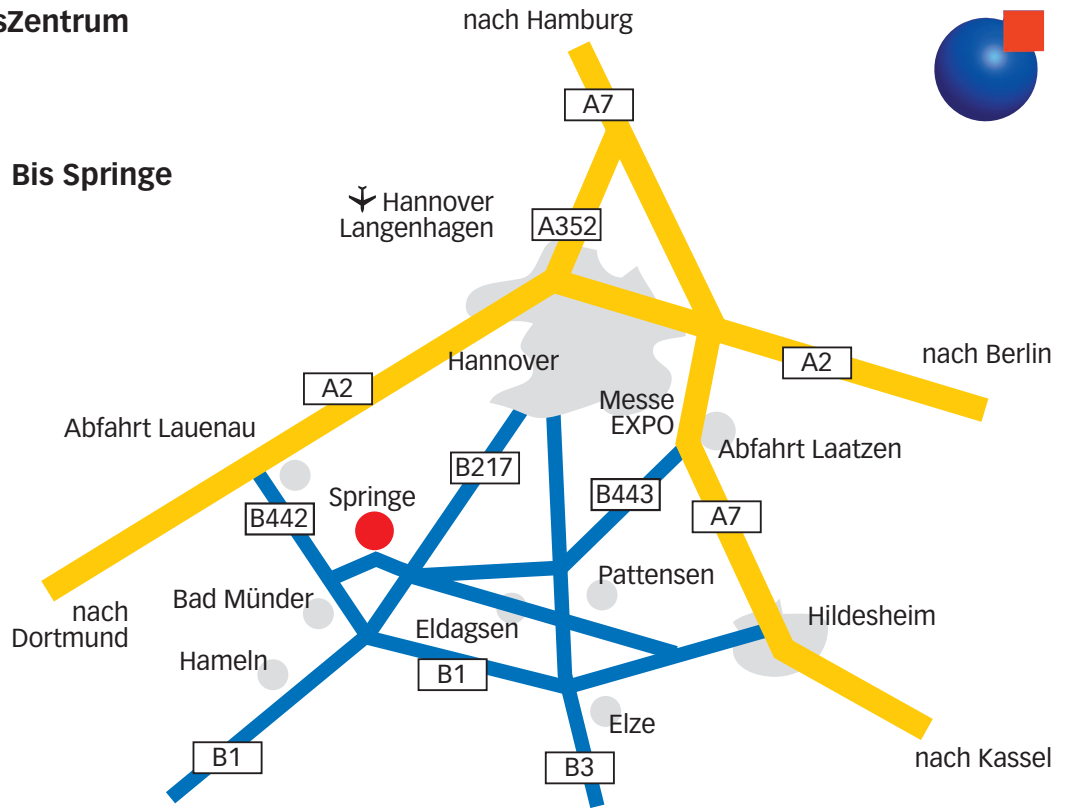 sZentrum
nach Hamburg
A7
Bis Springe
Hannover
Langenhagen
A352
Hannover
A2
nach Berlin
A2
Messe
EXPO
Abfahrt Lauenau
Abfahrt Laatzen
B217
Springe
B443
B442
A7
Pattensen
Bad Münder
nach
Dortmund
Eldagsen
Hildesheim
Hameln
B1
Elze
B1
B3
nach Kassel